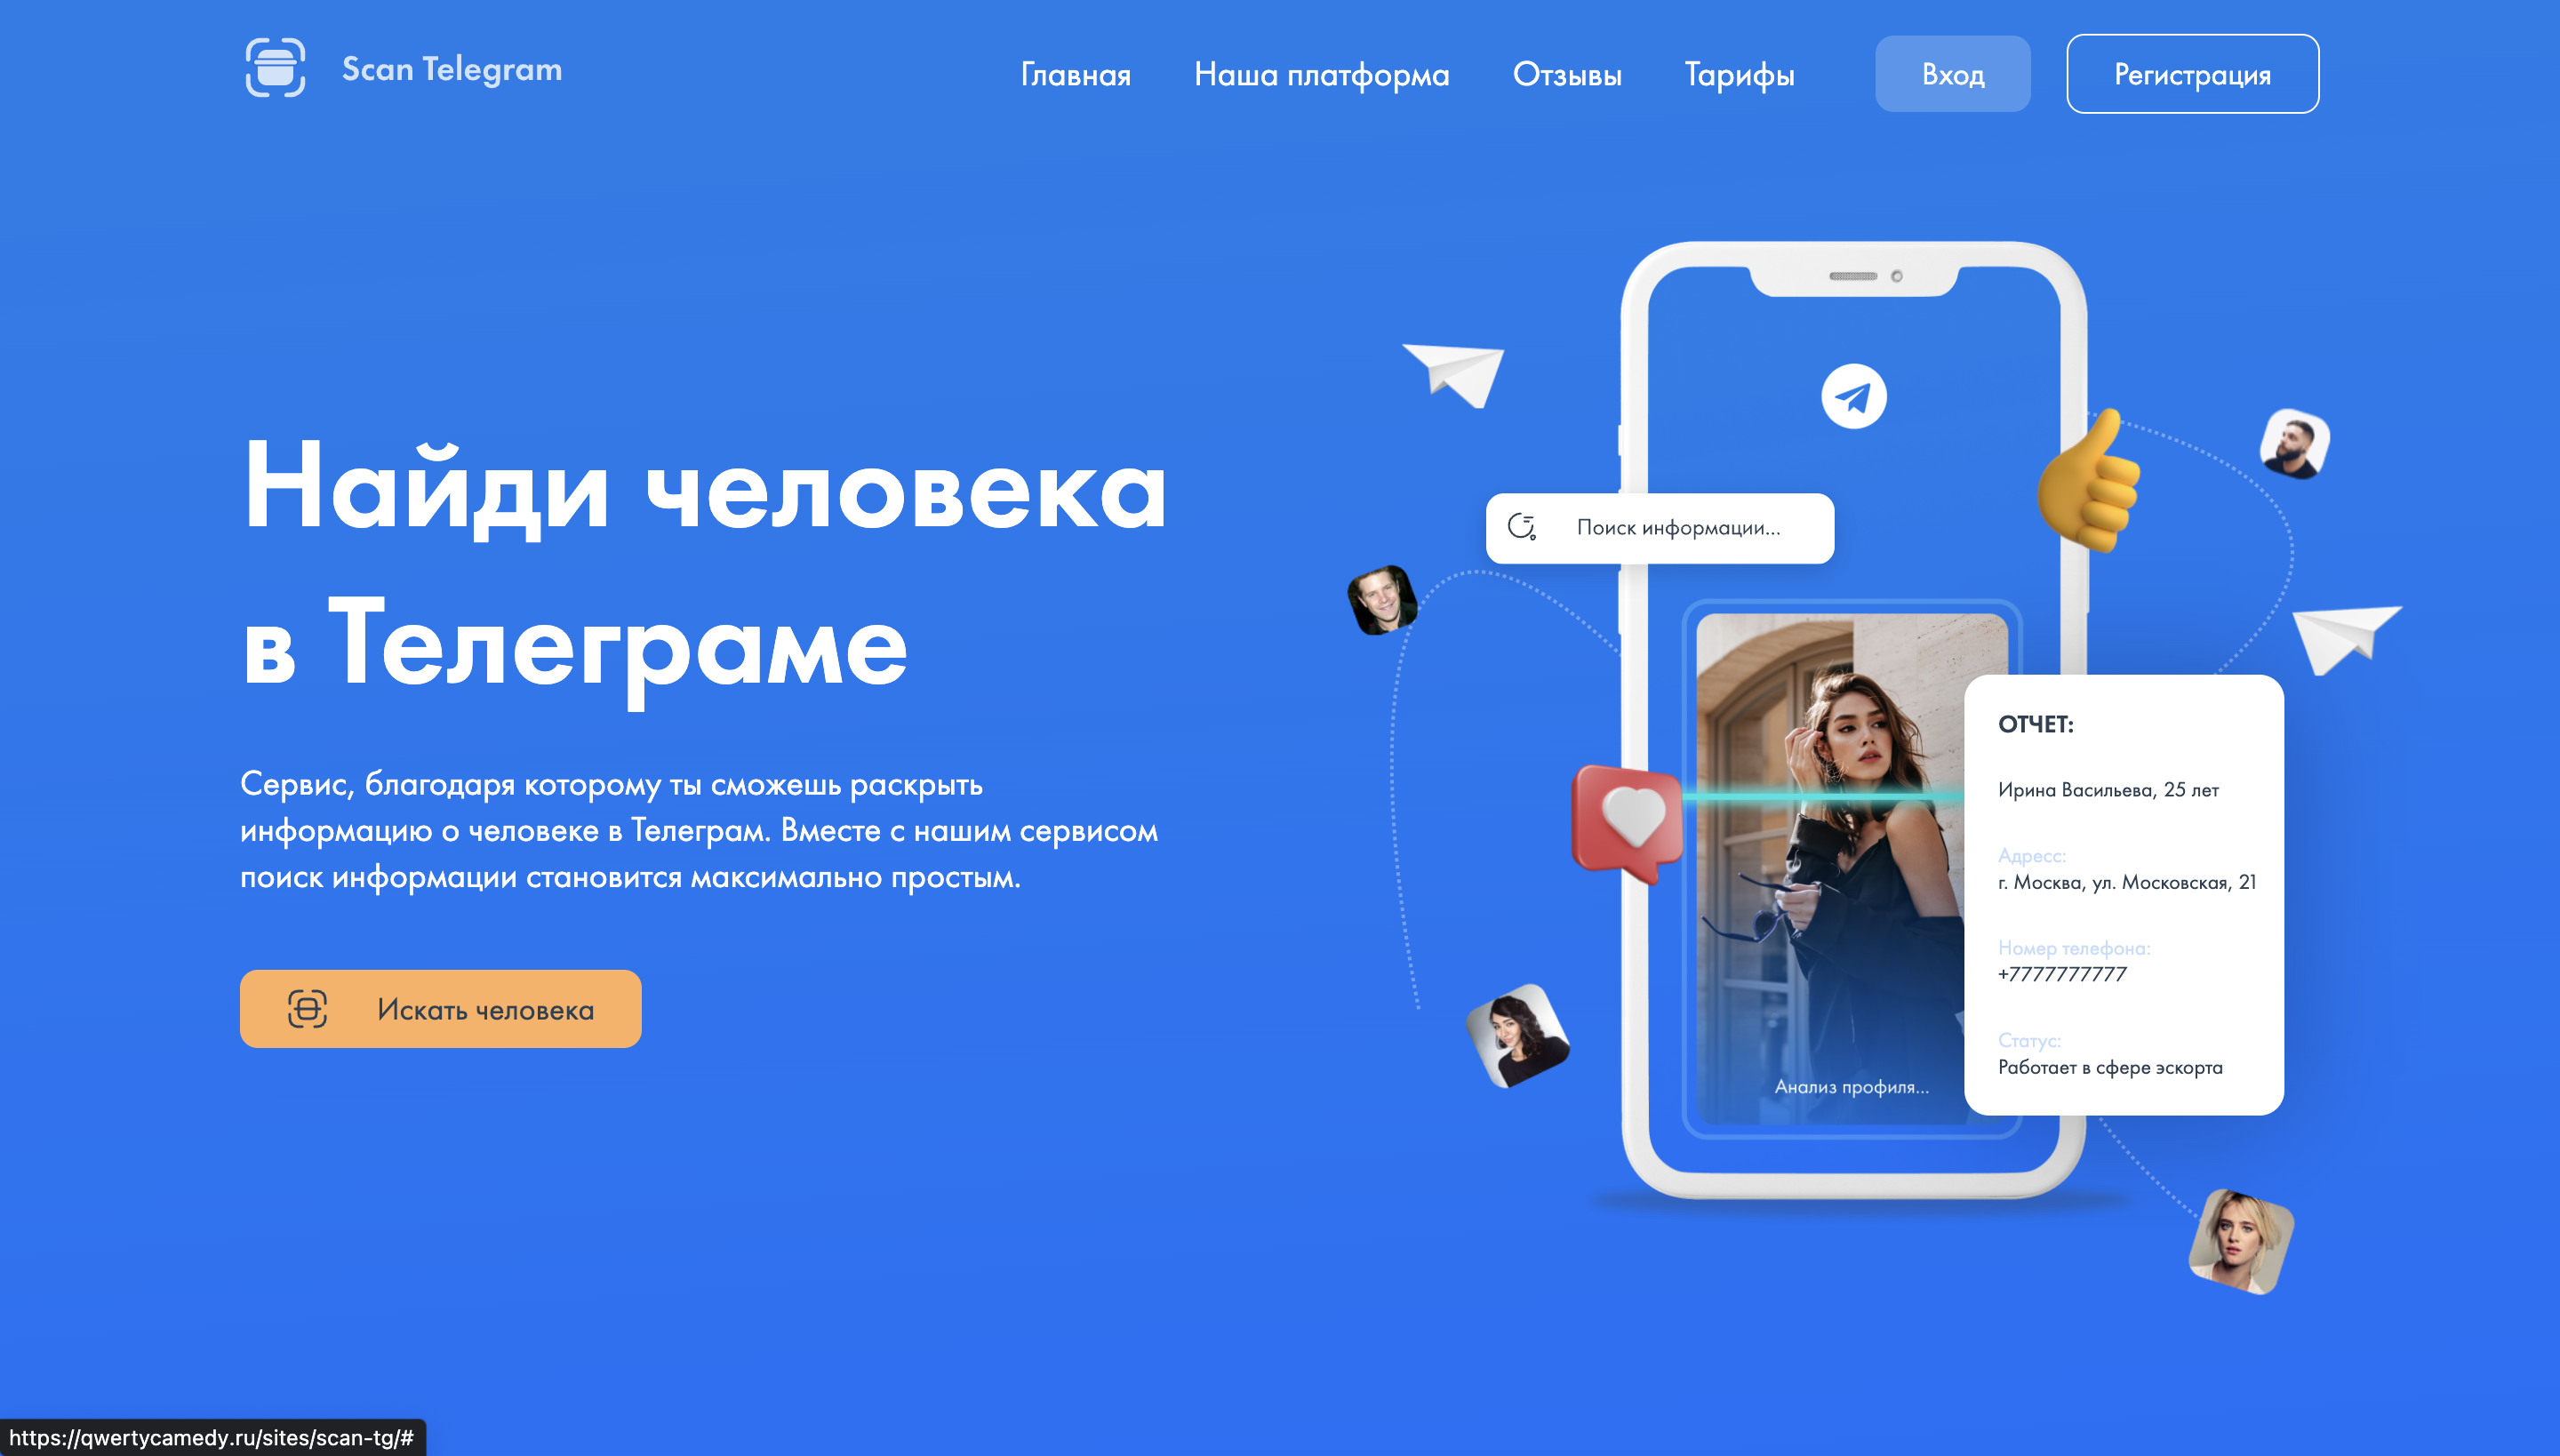 Scan Telegram
Главная
Наша платформа
Отзывы
Тарифы
Вход
Регистрация
Найди человека
в Телеграме
Сервис, благодаря которому ты сможешь раскрыть
информацию о человеке в Телеграм. Вместе с нашим сервисом
поиск информации становится максимально простым.
Искать человека
Поиск информации...
Анализ профиля...
ОТЧЕТ:
Ирина Васильева, 25 лет
Адресс:
г. Москва, ул. Московская, 21
Номер телефона:
+7777777777
Статус:
Работает в сфере эскорта
https://qwertycamedy.ru/sites/scan-tg/#